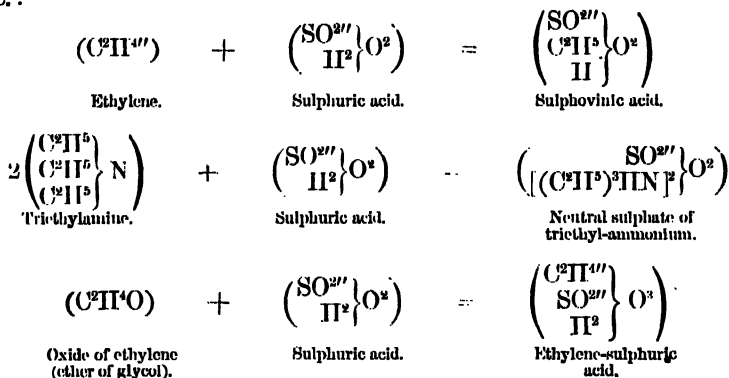 (C²H⁴′′) + (SO²′′ H² } O²) = (SO²′′ C²H⁵ H } O²)
Ethylene. Sulphuric acid. Sulphovinic acid.
2 (C²H⁵ C²H⁵ C²H⁵ } N) + (SO²′′ H² } O²) - (SO²′′ [(C²H⁵)³HN]² } O²)
Triethylamine. Sulphuric acid. Neutral sulphate of
triethyl-ammonium.
(C²H⁴O) + (SO²′′ H² } O²) = (C²H⁴′′ SO²′′ H² } O³)
Oxide of ethylene Sulphuric acid. Ethylene-sulphuric
(ether of glycol). acid.